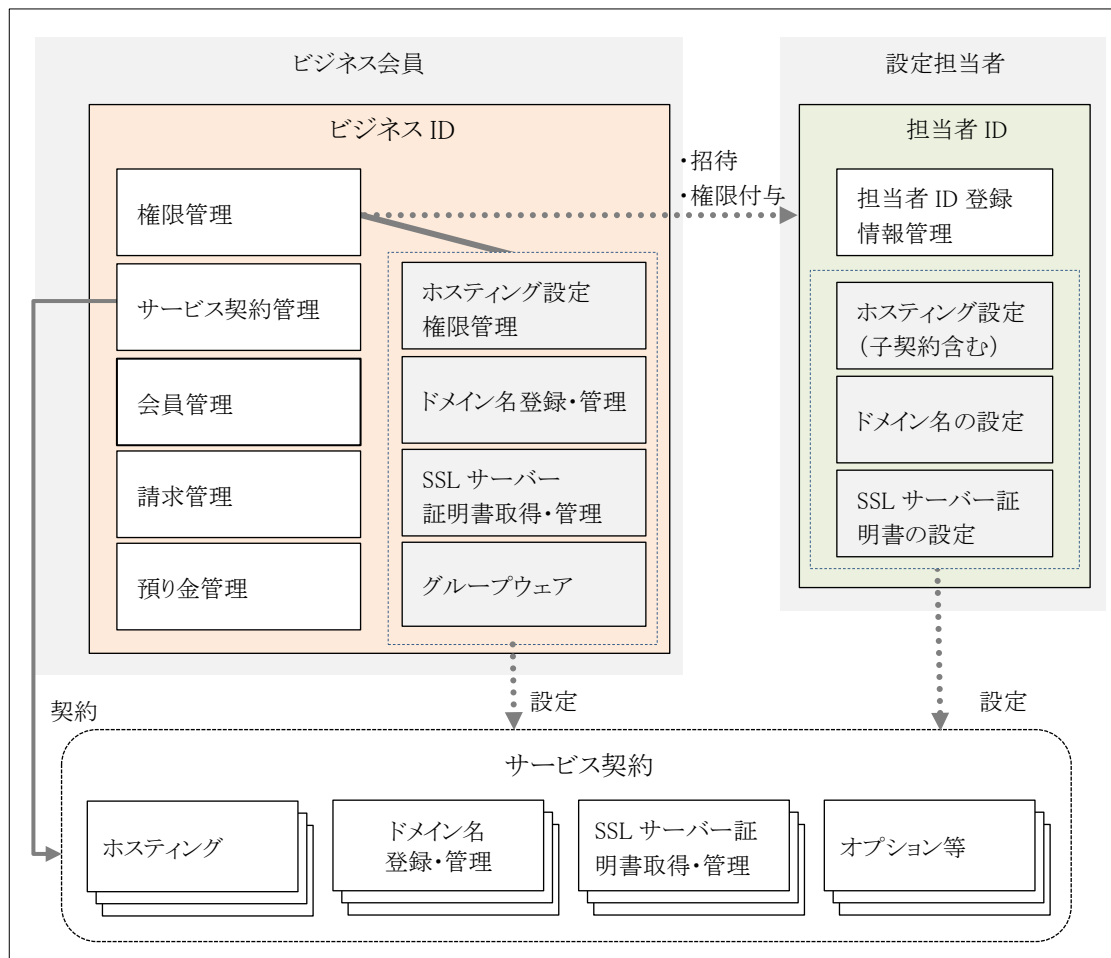 ビジネス会員
ビジネス ID
権限管理
サービス契約管理
会員管理
請求管理
預り金管理
ホスティング設定
権限管理
ドメイン名登録・管理
SSL サーバー
証明書取得・管理
グループウェア
・招待
・権限付与
設定担当者
担当者 ID
担当者 ID 登録
情報管理
ホスティング設定
（子契約含む）
ドメイン名の設定
SSL サーバー証
明書の設定
契約
設定
設定
サービス契約
ホスティング
ドメイン名
登録・管理
SSL サーバー証
明書取得・管理
オプション等